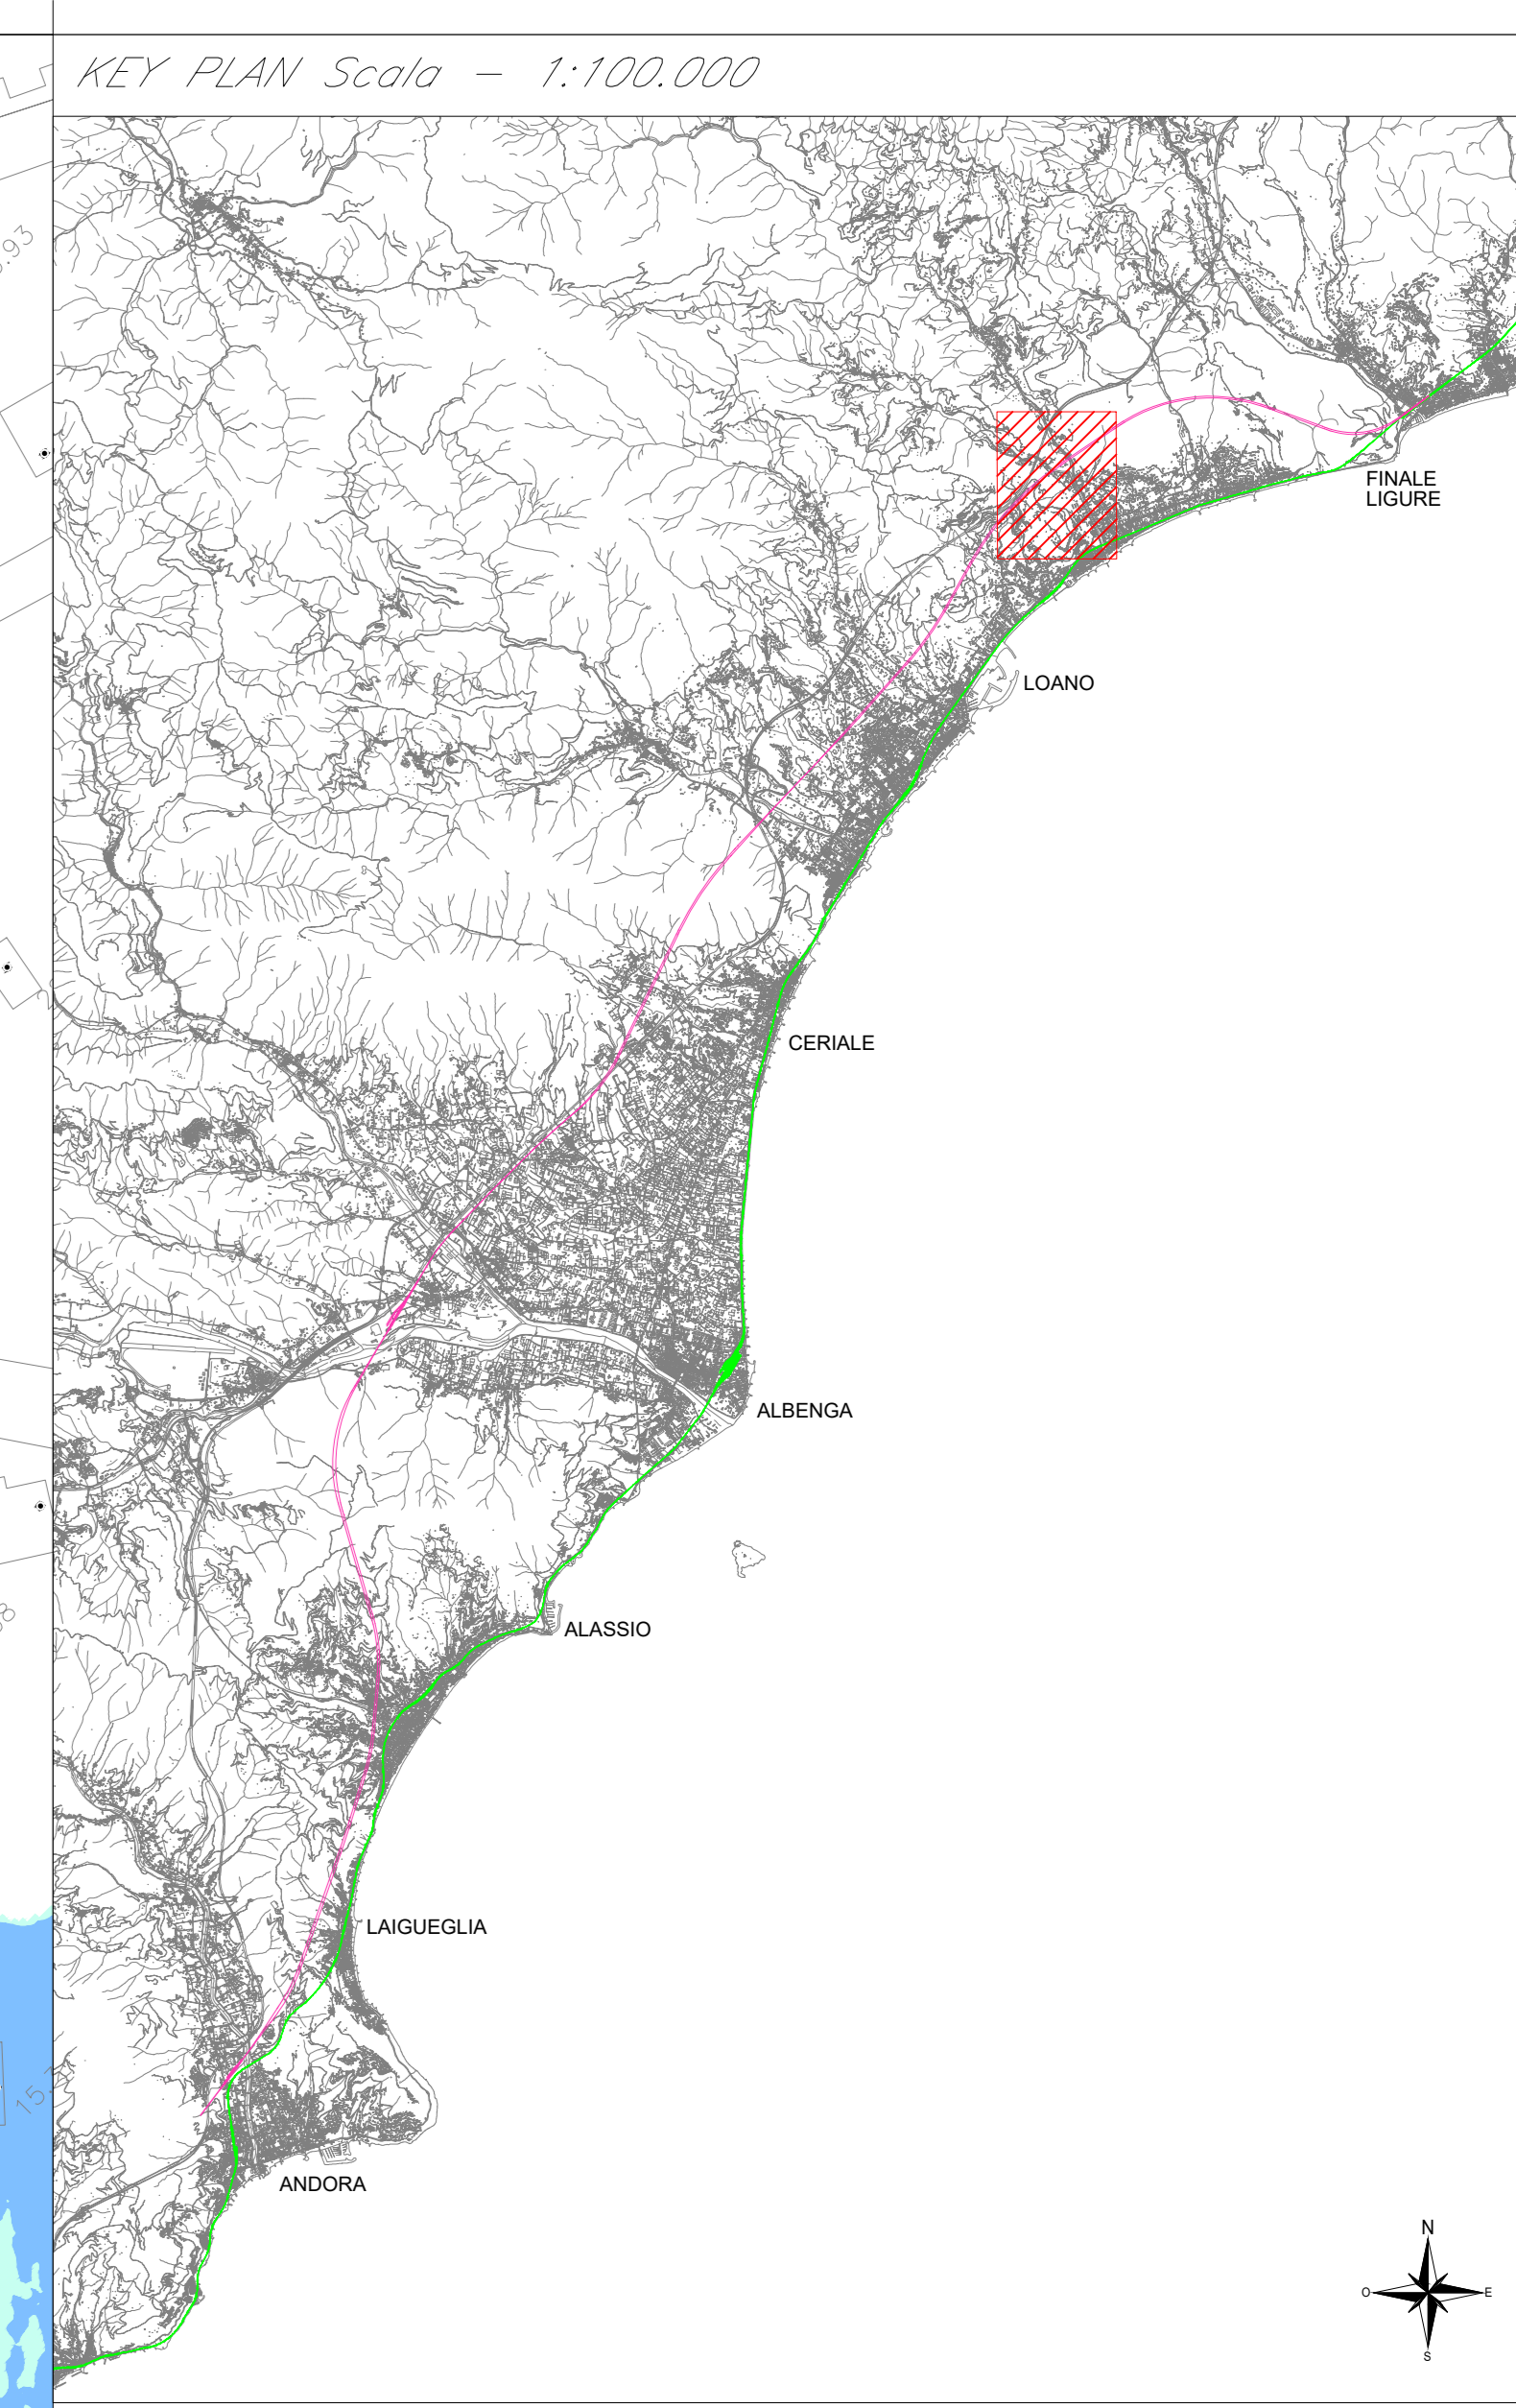 KEY PLAN Scala - 1:100.000
FINALE
LIGURE
LOANO
CERIALE
ALBENGA
ALASSIO
LAIGUEGLIA
ANDORA
N
O
E
S